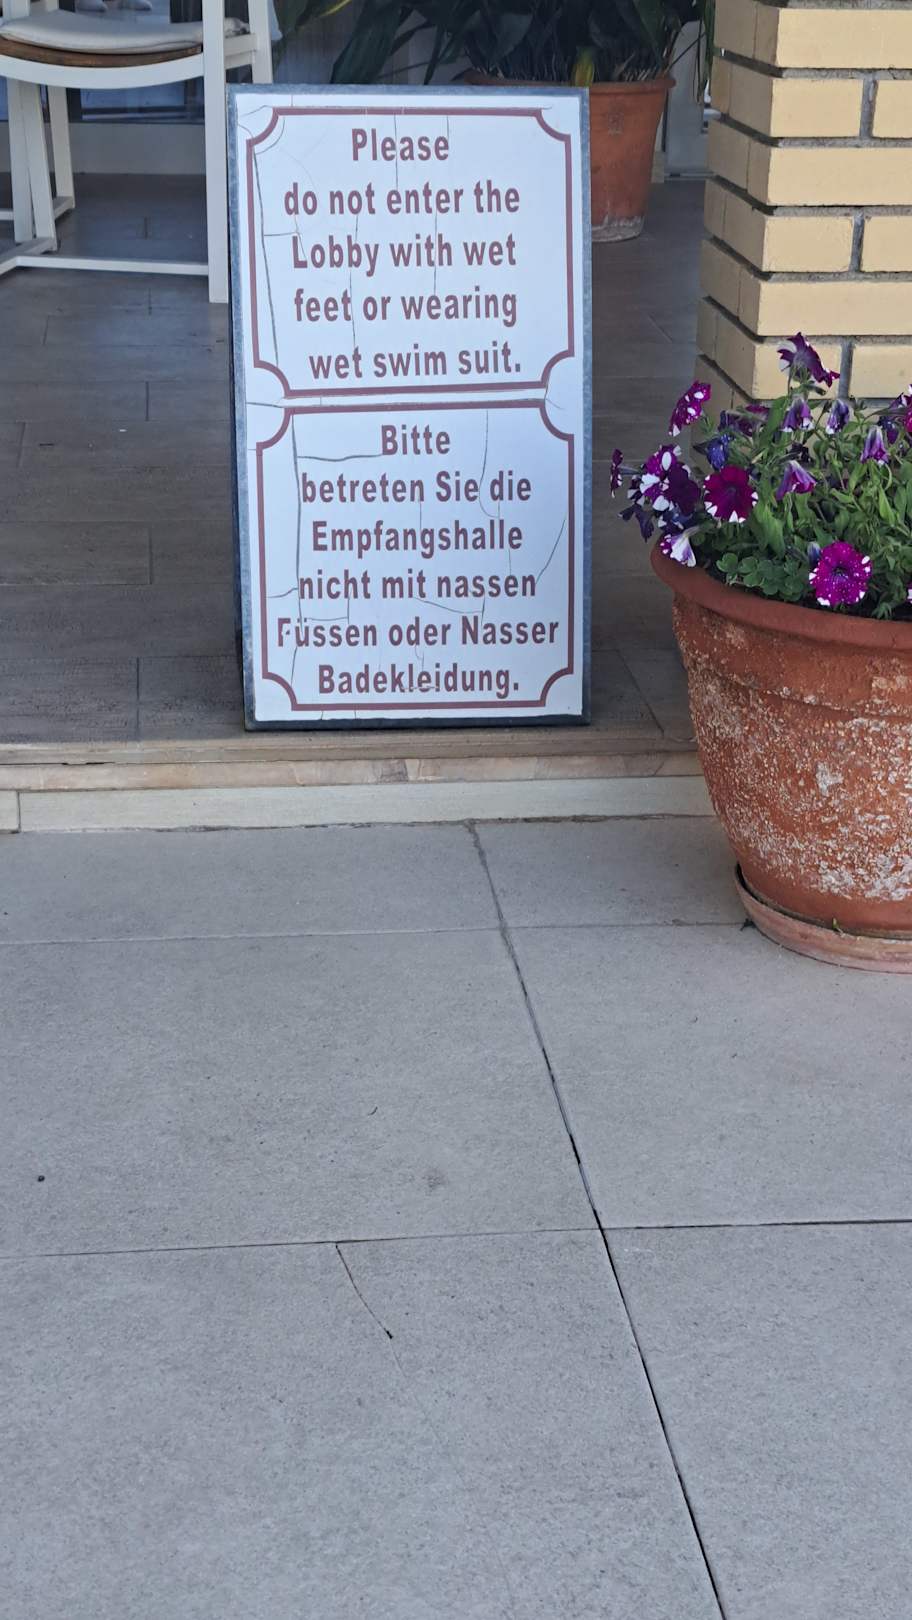 Please
do not enter the
Lobby with wet
feet or wearing
wet swim suit.
Bitte
betreten Sie die
Empfangshalle
nicht mit nassen
Füssen oder Nasser
Badekleidung.